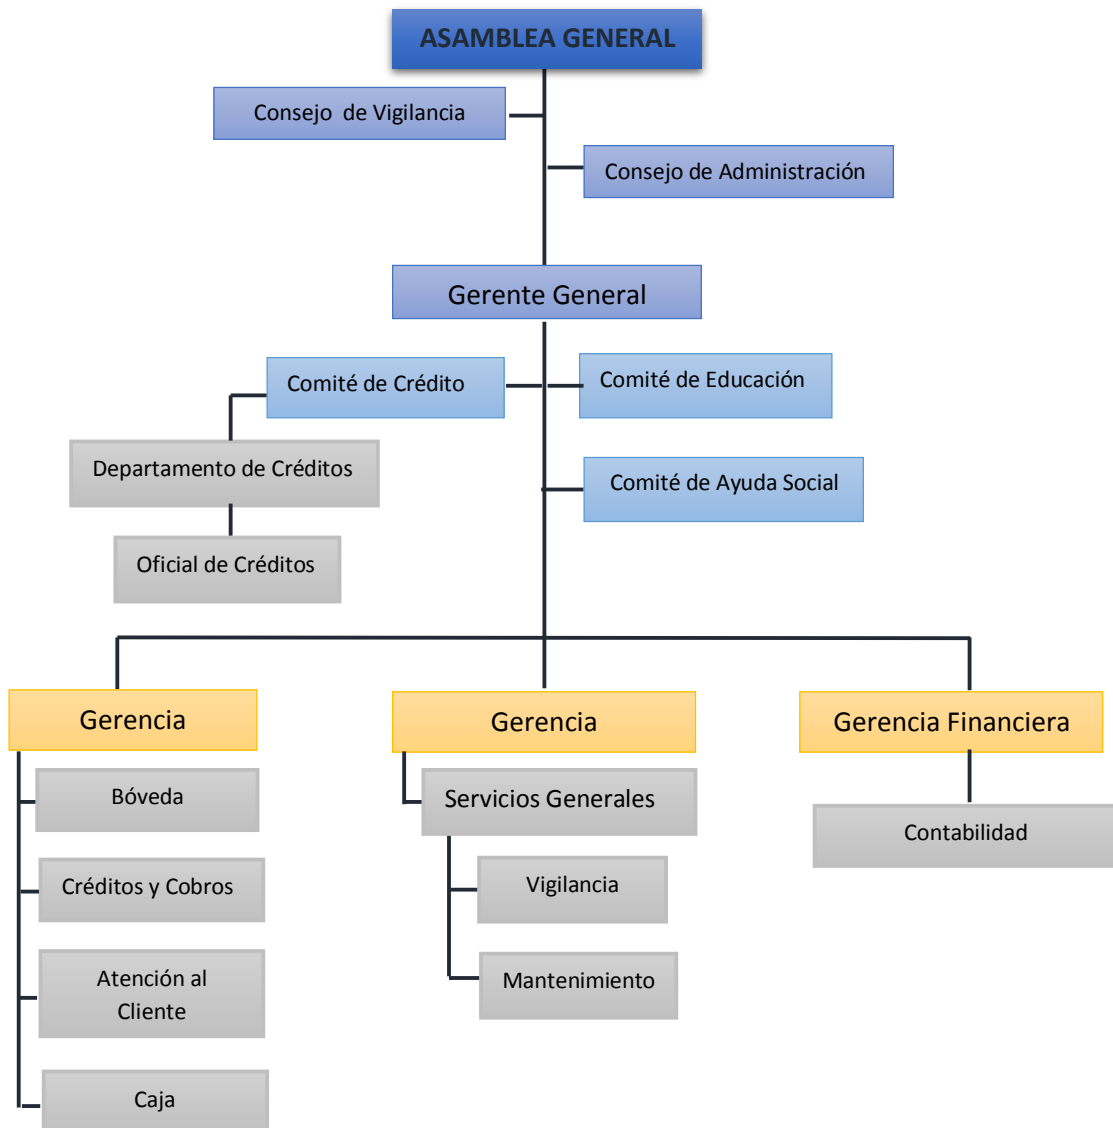 ASAMBLEA GENERAL
Consejo de Vigilancia
Consejo de Administración
Gerente General
Comité de Crédito
Comité de Educación
Departamento de Créditos
Comité de Ayuda Social
Oficial de Créditos
Gerencia
Gerencia
Gerencia Financiera
Bóveda
Servicios Generales
Contabilidad
Créditos y Cobros
Vigilancia
Atención al
Cliente
Mantenimiento
Caja